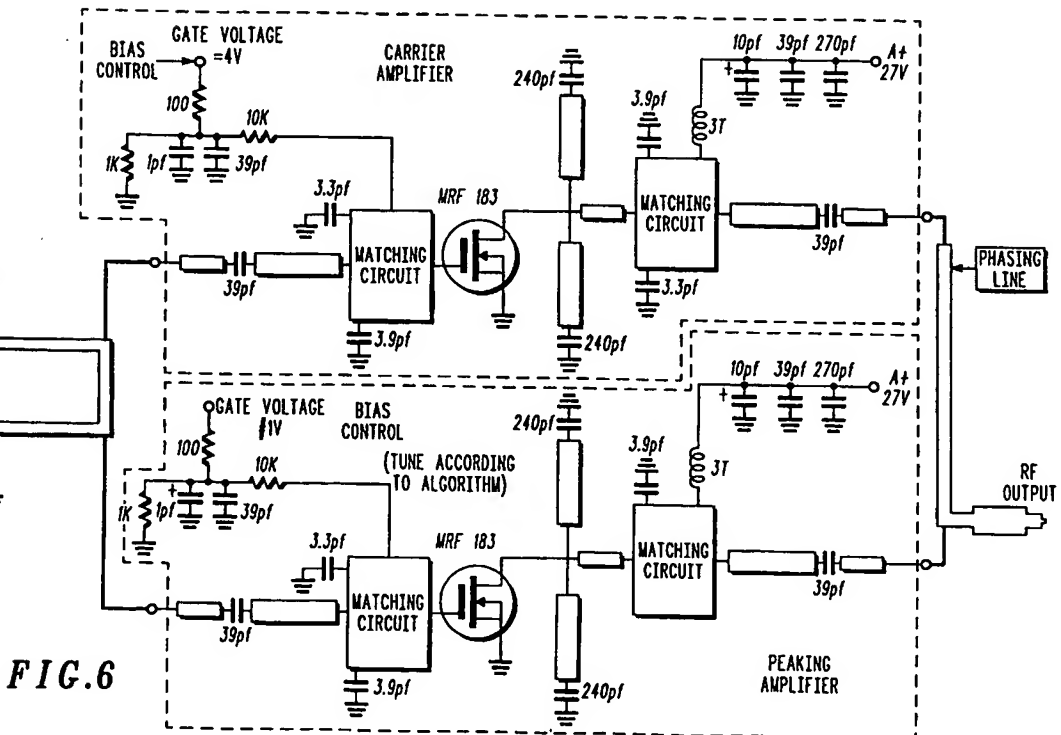 GATE VOLTAGE
=4V
BIAS
CONTROL
CARRIER
AMPLIFIER
100
10K
1K
1pf
39pf
3.3pf
MRF 183
MATCHING
CIRCUIT
39pf
3.9pf
240pf
240pf
3.9pf
3T
10pf
39pf
270pf
A+
27V
MATCHING
CIRCUIT
3.3pf
39pf
PHASING
LINE
GATE VOLTAGE
1V
BIAS
CONTROL
(TUNE ACCORDING
TO ALGORITHM)
100
10K
1K
1pf
39pf
3.3pf
MRF 183
MATCHING
CIRCUIT
39pf
3.9pf
240pf
240pf
3.9pf
3T
10pf
39pf
270pf
A+
27V
MATCHING
CIRCUIT
39pf
RF
OUTPUT
PEAKING
AMPLIFIER
FIG.6